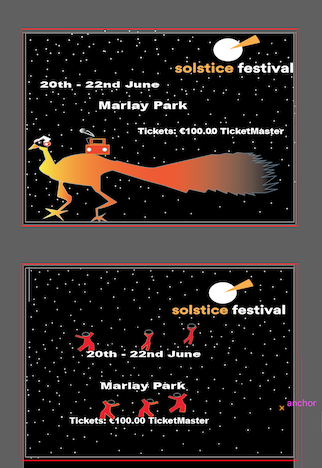 solstice festival
20th - 22nd June
Marlay Park
Tickets: €100.00 TicketMaster
solstice festival
20th - 22nd June
Marlay Park
Tickets: €100.00 TicketMaster
anchor